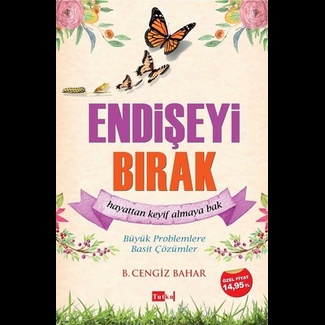 ENDİŞEYİ
BIRAK
hayattan keyif almaya bak
Büyük Problemlere
Basit Çözümler
B. CENGİZ BAHAR
ÖZEL FİYAT
14,95 TL
Tutku